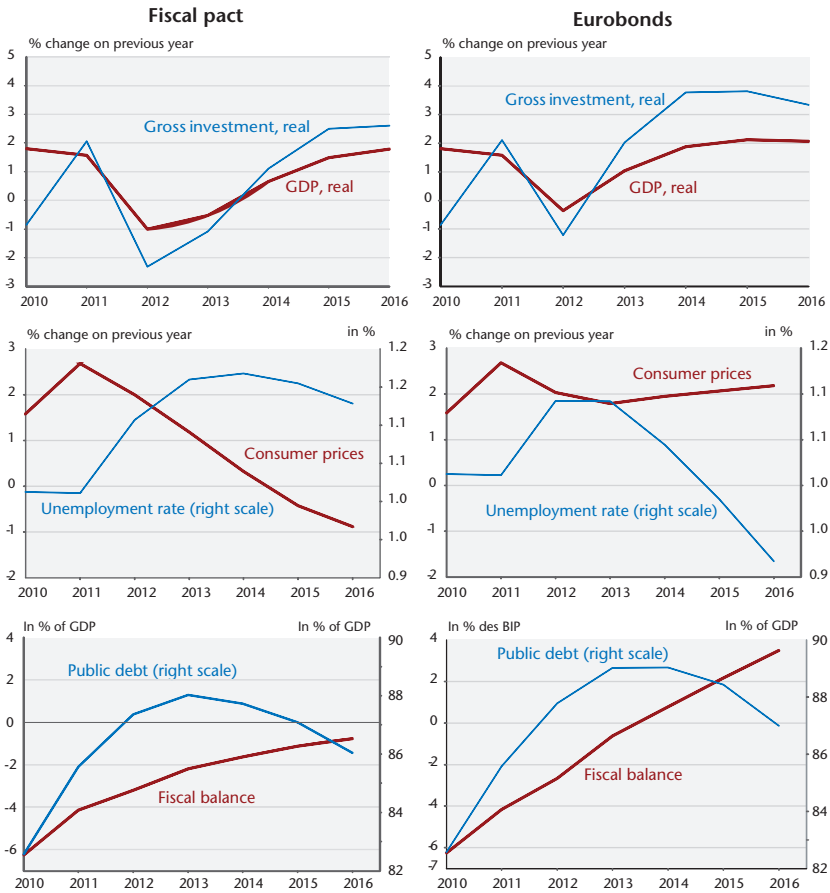 Fiscal pact
% change on previous year
5
4
3
2
1
0
-1
-2
-3
Gross investment, real
GDP, real
2010 2011 2012 2013 2014 2015 2016
Eurobonds
% change on previous year
5
4
3
2
1
0
-1
-2
-3
Gross investment, real
GDP, real
2010 2011 2012 2013 2014 2015 2016
% change on previous year in %
3
2
1
0
-1
-2
1.2
1.2
1.1
1.1
1.0
1.0
0.9
Consumer prices
Unemployment rate (right scale)
2010 2011 2012 2013 2014 2015 2016
% change on previous year in %
3
2
1
0
-1
-2
1.2
1.1
1.1
1.0
1.0
0.9
Consumer prices
Unemployment rate (right scale)
2010 2011 2012 2013 2014 2015 2016
In % of GDP In % of GDP
4
2
0
-2
-4
-6
90
88
86
84
82
Public debt (right scale)
Fiscal balance
2010 2011 2012 2013 2014 2015 2016
In % des BIP In % of GDP
4
2
0
-2
-4
-6
-7
90
88
86
84
82
Public debt (right scale)
Fiscal balance
2010 2011 2012 2013 2014 2015 2016